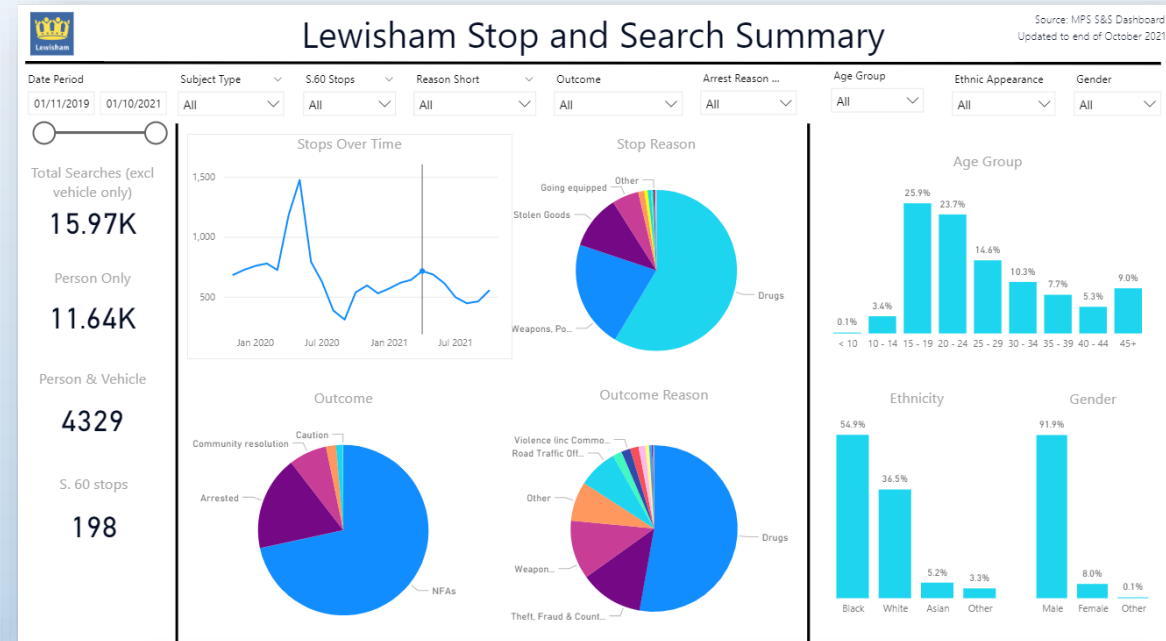 Lewisham
Lewisham Stop and Search Summary
Source: MPS S&S Dashboard
Updated to end of October 2021
Date Period
01/11/2019 01/10/2021
Subject Type
All
S.60 Stops
All
Reason Short
All
Outcome
All
Arrest Reason ...
All
Age Group
All
Ethnic Appearance
All
Gender
All
Total Searches (excl
vehicle only)
15.97K
Person Only
11.64K
Person & Vehicle
4329
S. 60 stops
198
Stops Over Time
1,500
1,000
500
Jan 2020 Jul 2020 Jan 2021 Jul 2021
Stop Reason
Other
Going equipped
Stolen Goods
Drugs
Weapons, Po...
Outcome
Caution
Community resolution
Arrested
NFAs
Outcome Reason
Violence (inc Commo...
Road Traffic Off...
Other
Drugs
Weapon...
Theft, Fraud & Count...
Age Group
0.1% 3.4% 25.9% 23.7% 14.6% 10.3% 7.7% 5.3% 9.0%
< 10 10 - 14 15 - 19 20 - 24 25 - 29 30 - 34 35 - 39 40 - 44 45+
Ethnicity
54.9% 36.5% 5.2% 3.3%
Black White Asian Other
Gender
91.9% 8.0% 0.1%
Male Female Other